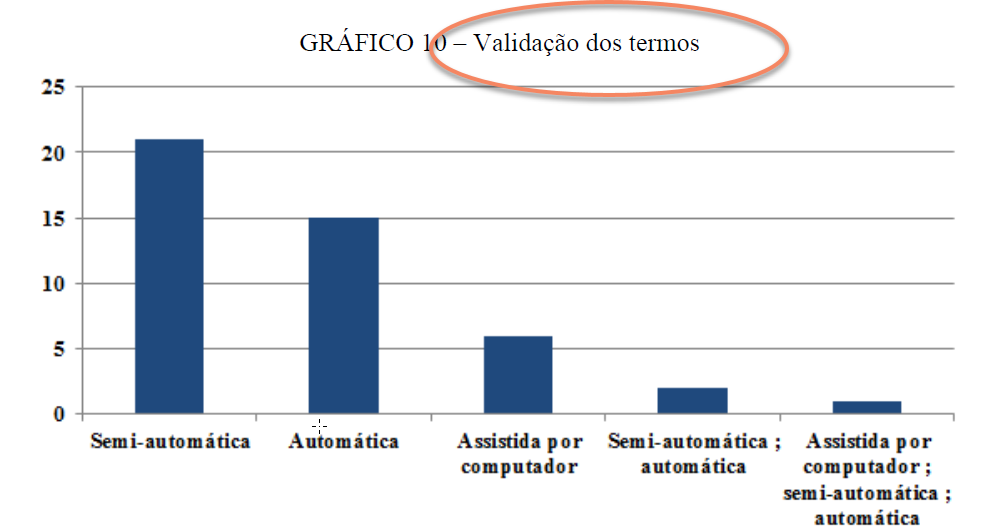 GRÁFICO 10 – Validação dos termos
25
20
15
10
5
0
Semi-automática
Automática
Assistida por
computador
Semi-automática ;
automática
Assistida por
computador ;
semi-automática ;
automática